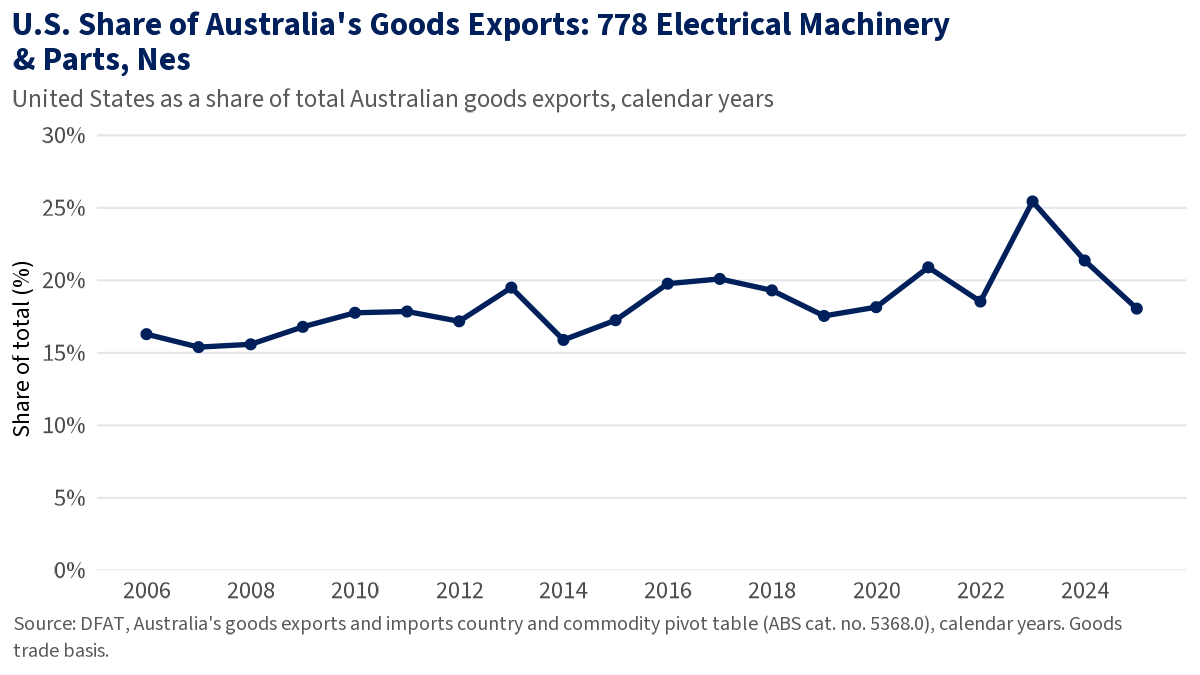 U.S. Share of Australia's Goods Exports: 778 Electrical Machinery
& Parts, Nes
United States as a share of total Australian goods exports, calendar years
Share of total (%)
30%
25%
20%
15%
10%
5%
0%
2006 2008 2010 2012 2014 2016 2018 2020 2022 2024
Source: DFAT, Australia's goods exports and imports country and commodity pivot table (ABS cat. no. 5368.0), calendar years. Goods
trade basis.